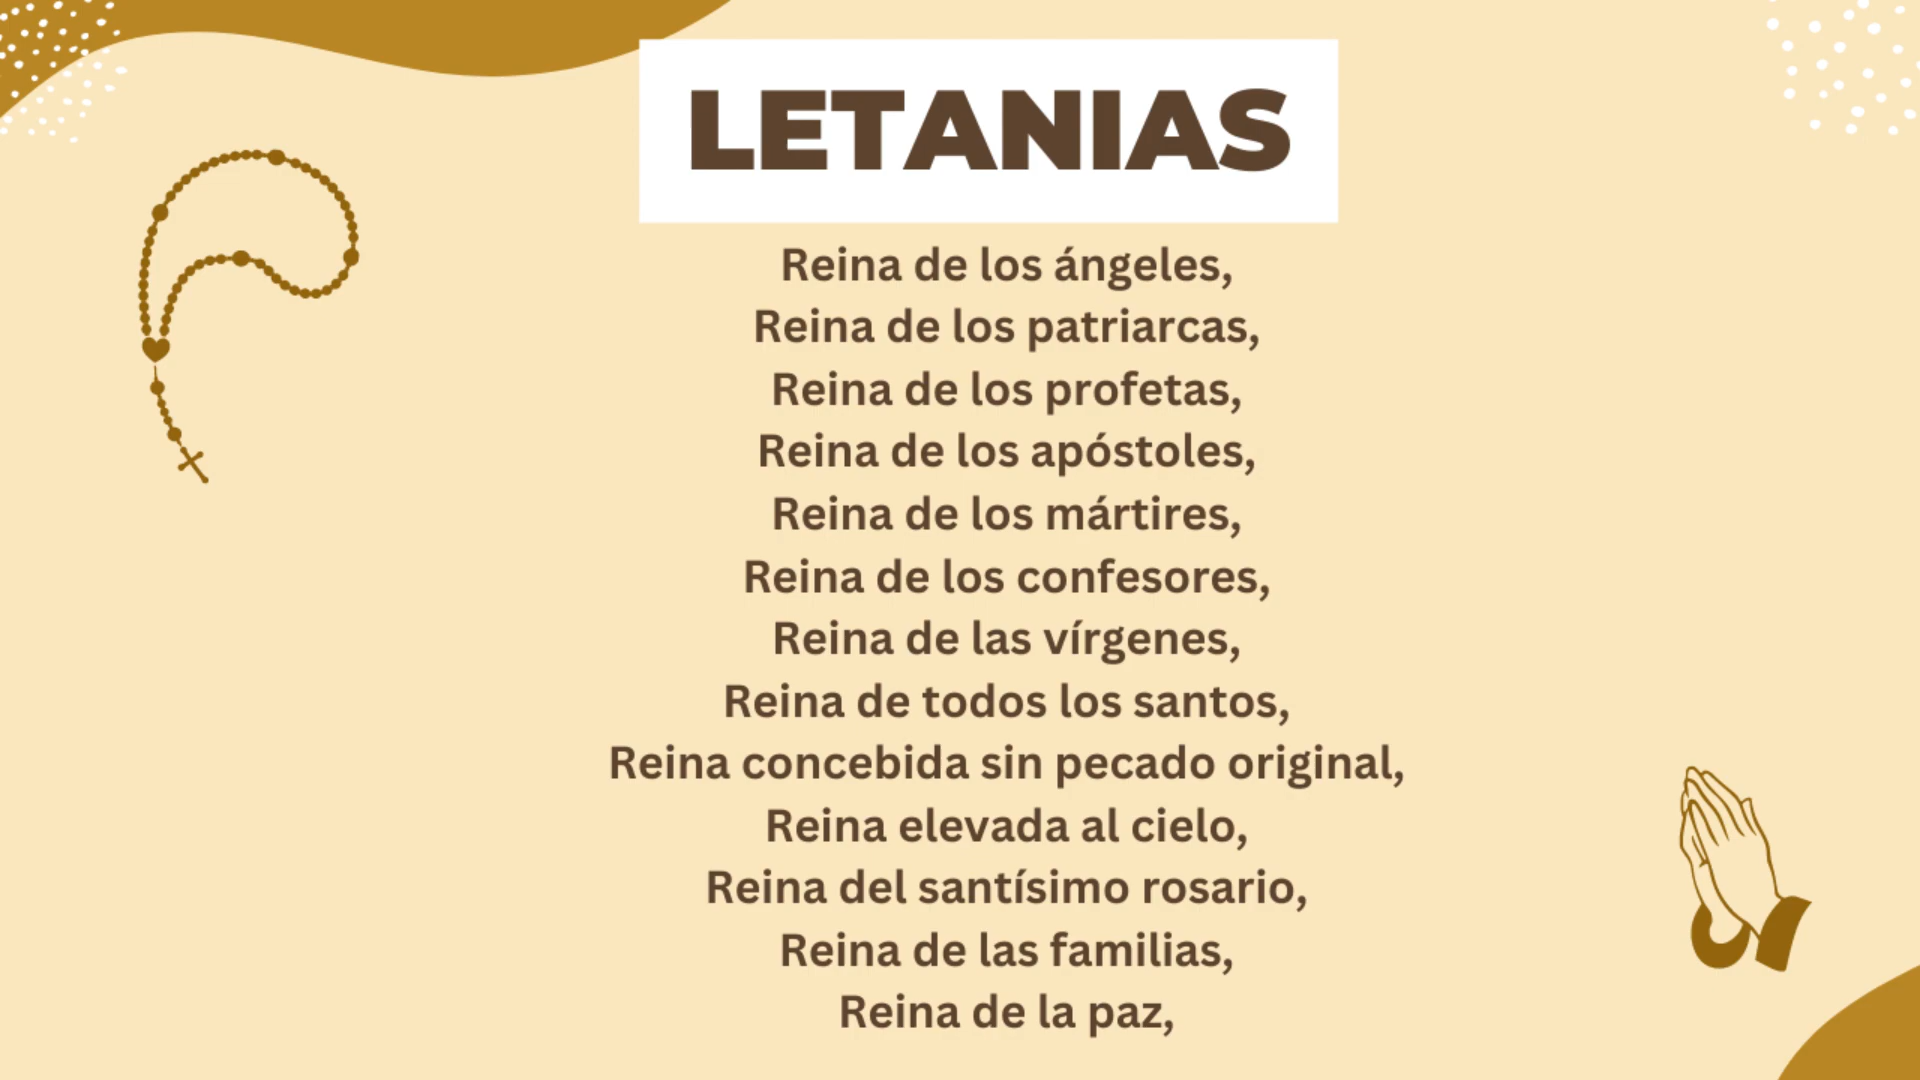 LETANIAS
Reina de los ángeles,
Reina de los patriarcas,
Reina de los profetas,
Reina de los apóstoles,
Reina de los mártires,
Reina de los confesores,
Reina de las vírgenes,
Reina de todos los santos,
Reina concebida sin pecado original,
Reina elevada al cielo,
Reina del santísimo rosario,
Reina de las familias,
Reina de la paz,